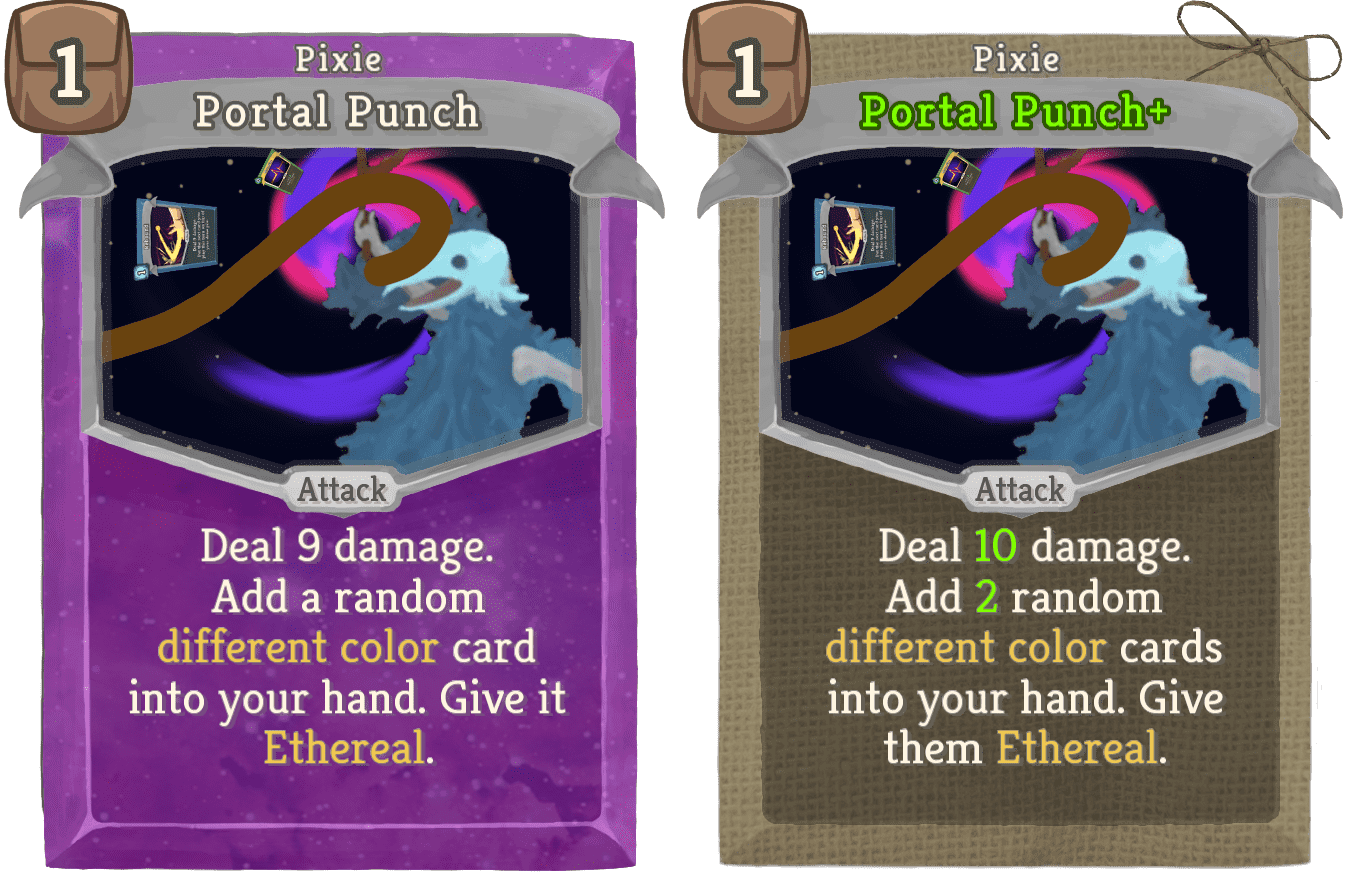 1
Pixie
Portal Punch
Attack
Deal 9 damage.
Add a random
different color card
into your hand. Give it
Ethereal.
1
Pixie
Portal Punch+
Attack
Deal 10 damage.
Add 2 random
different color cards
into your hand. Give
them Ethereal.